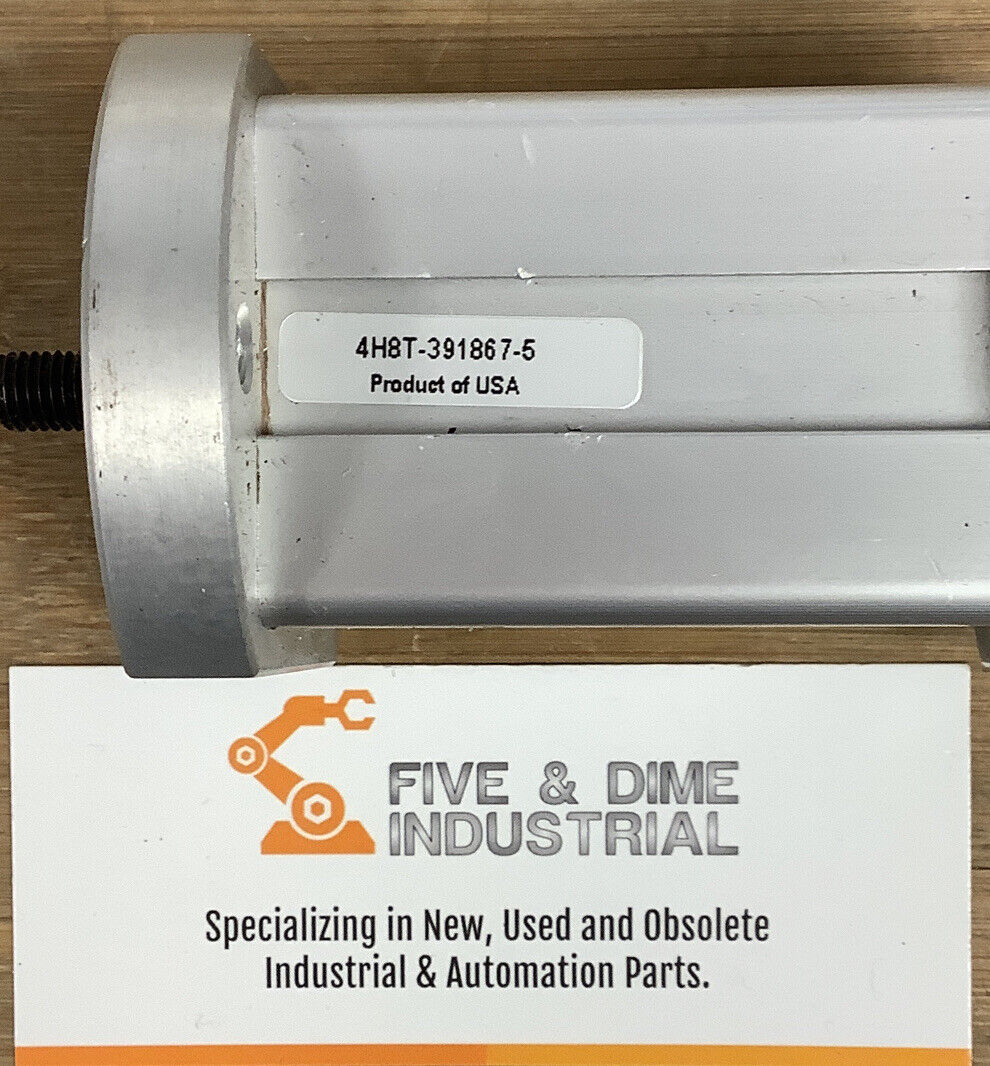 4H8T-391867-5
Product of USA
FIVE & DIME
INDUSTRIAL
Specializing in New, Used and Obsolete
Industrial & Automation Parts.